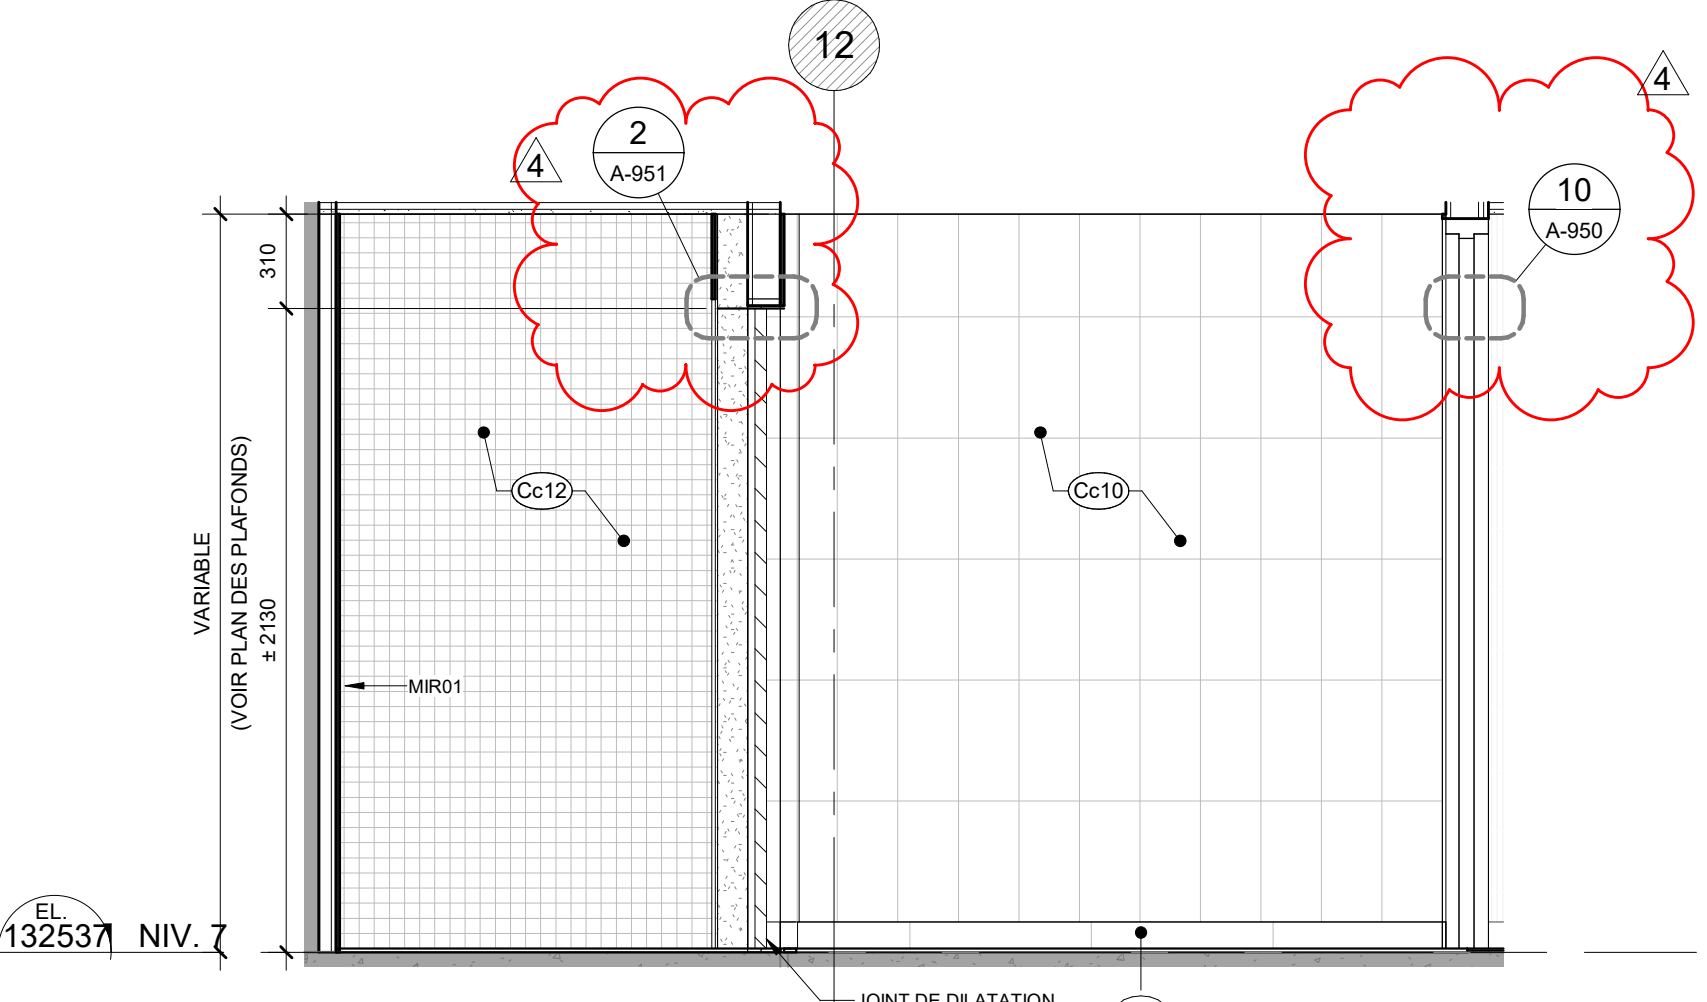 12
4
2
A-951
4
10
A-950
310
VARIABLE
(VOIR PLAN DES PLAFONDS)
± 2130
Cc12
Cc10
MIR01
EL.
132537 NIV. 7
JOINT DE DILATATION